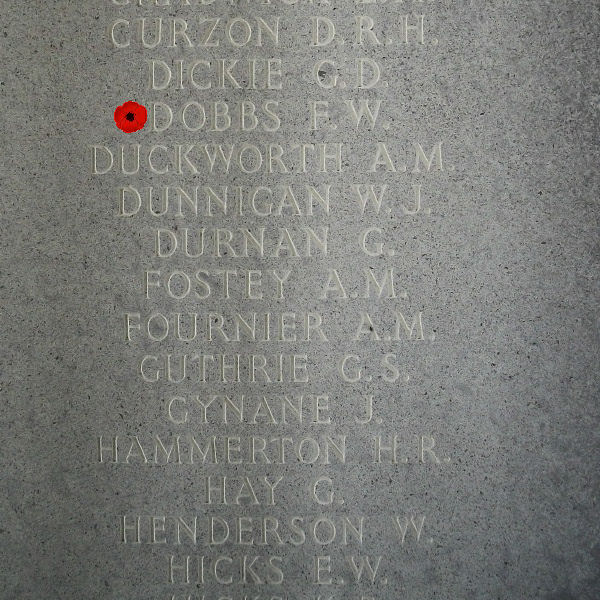 CURZON D.R.H.
DICKIE G.D.
DOBBS F.W.
DUCKWORTH A.M.
DUNNIGAN W.J.
DURNAN G.
FOSTEY A.M.
FOURNIER A.M.
GUTHRIE G.S.
GYNANE J.
HAMMERTON H.R.
HAY G.
HENDERSON W.
HICKS E.W.